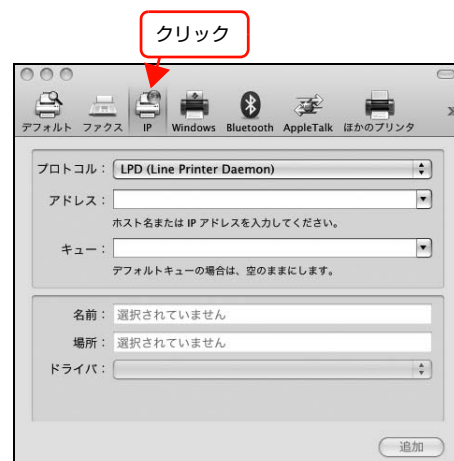 クリック
デフォルト ファクス IP Windows Bluetooth AppleTalk ほかのプリンタ
プロトコル： LPD (Line Printer Daemon)
アドレス：
ホスト名または IP アドレスを入力してください。
キュー：
デフォルトキューの場合は、空のままにします。
名前： 選択されていません
場所： 選択されていません
ドライバ：
追加